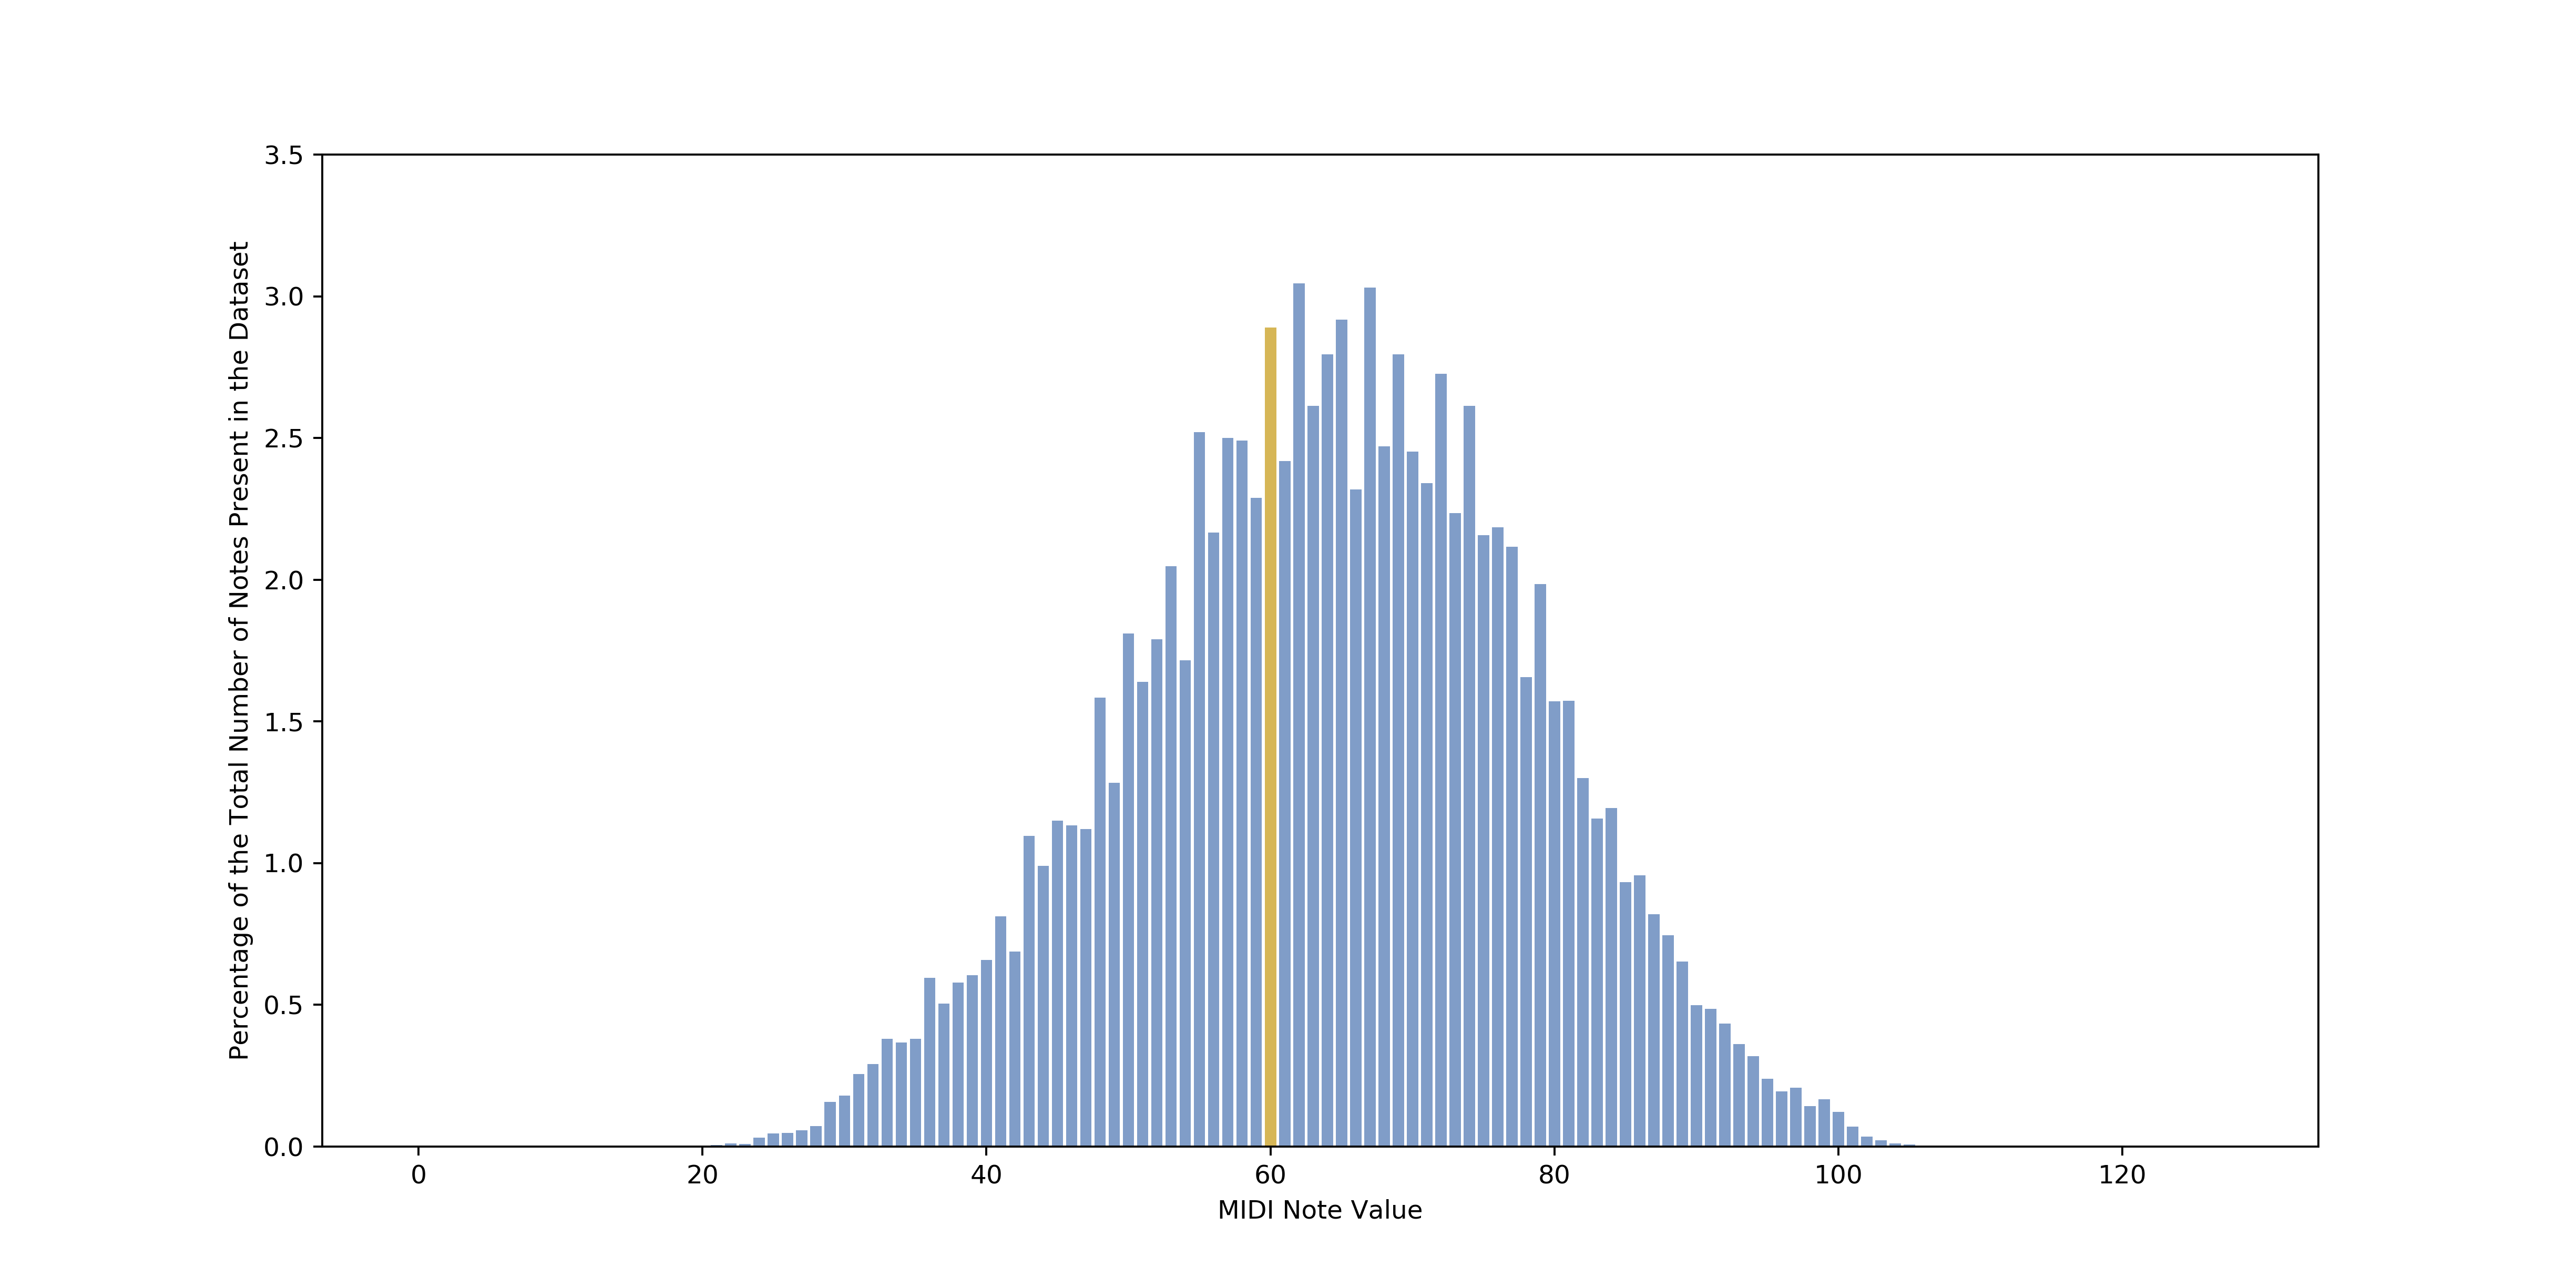 Percentage of the Total Number of Notes Present in the Dataset
3.5
3.0
2.5
2.0
1.5
1.0
0.5
0.0
0 20 40 60 80 100 120
MIDI Note Value